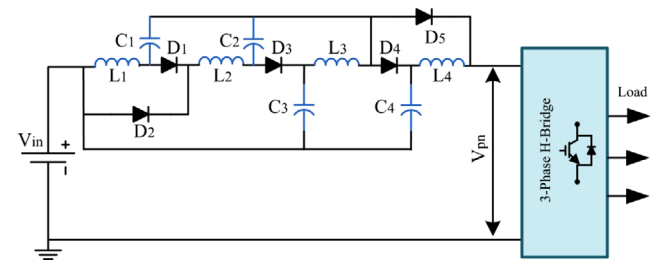 C1
D1
C2
D3
L3
D4
D5
L1
L2
L4
D2
C3
C4
Vin
+
-
Vpn
3-Phase H-Bridge
Load